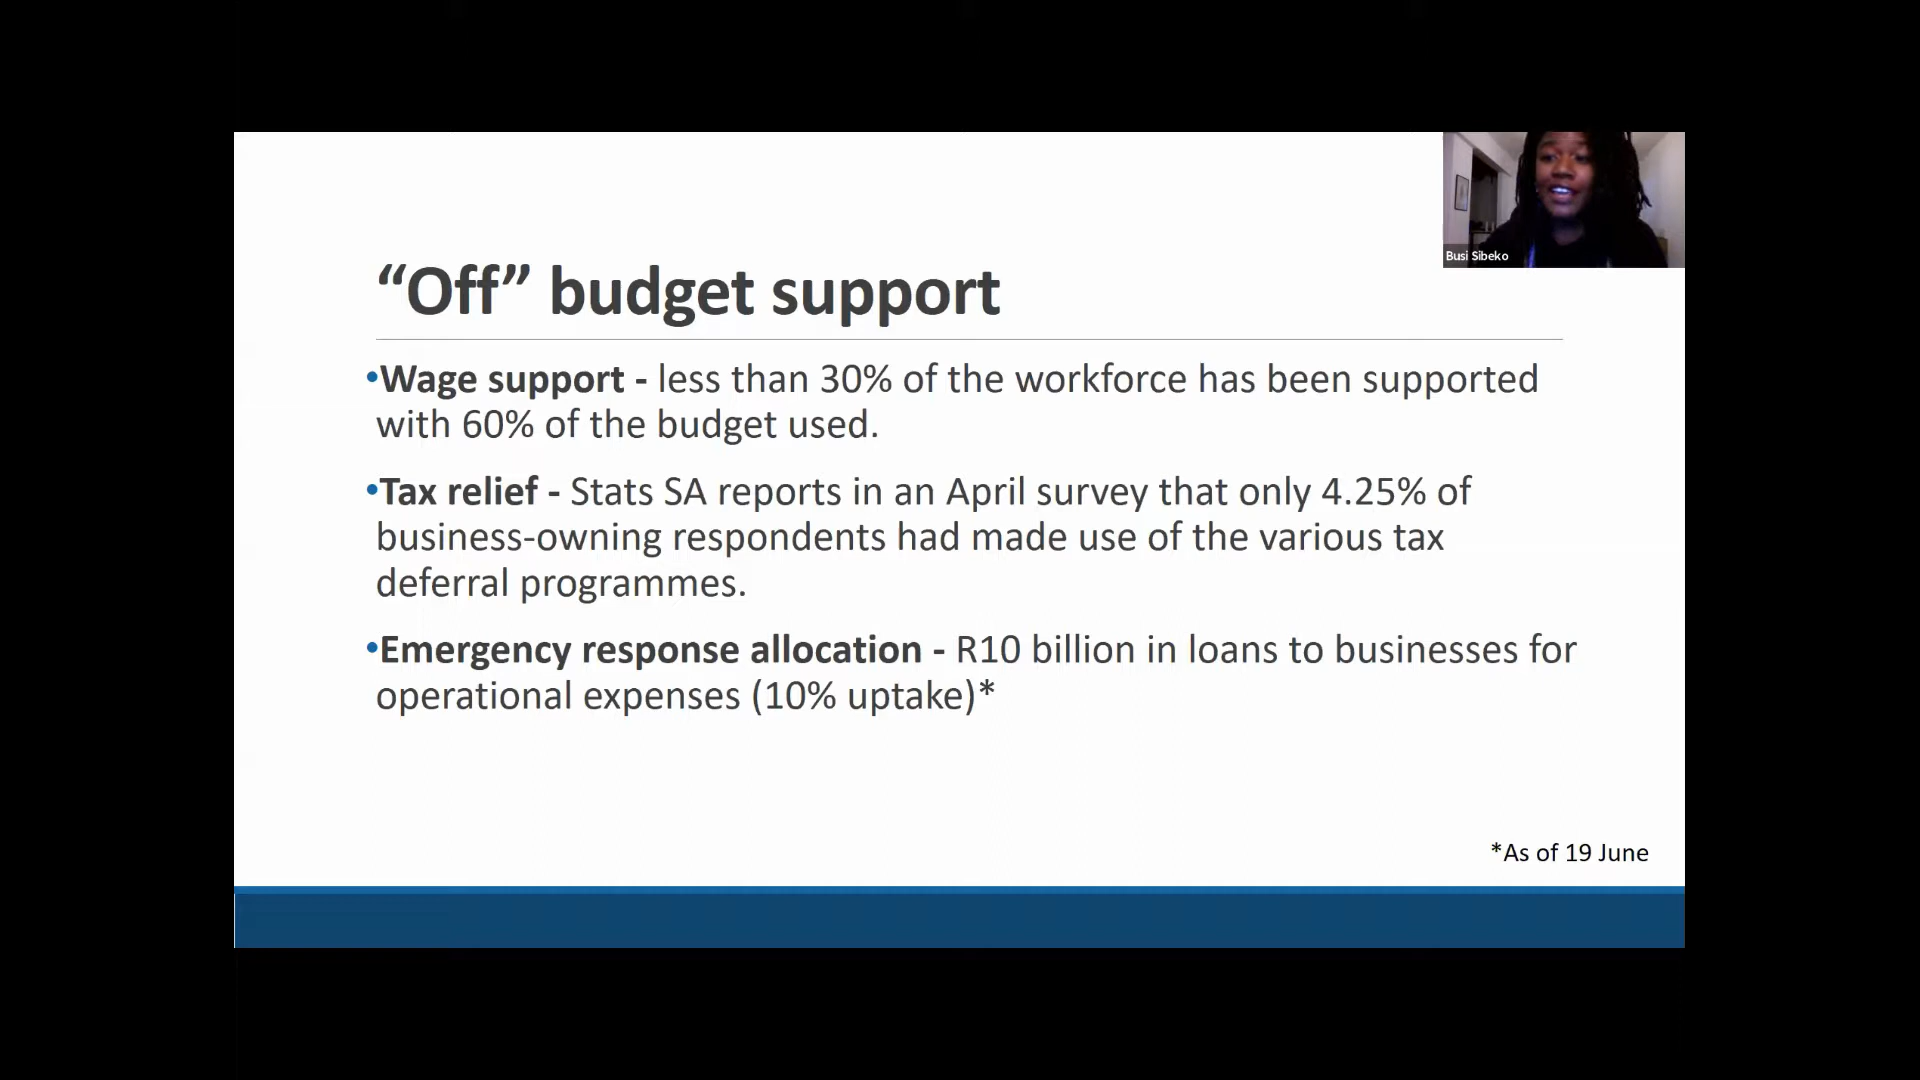 Busi Sibeko
“Off” budget support
•Wage support - less than 30% of the workforce has been supported
with 60% of the budget used.
•Tax relief - Stats SA reports in an April survey that only 4.25% of
business-owning respondents had made use of the various tax
deferral programmes.
•Emergency response allocation - R10 billion in loans to businesses for
operational expenses (10% uptake)*
*As of 19 June